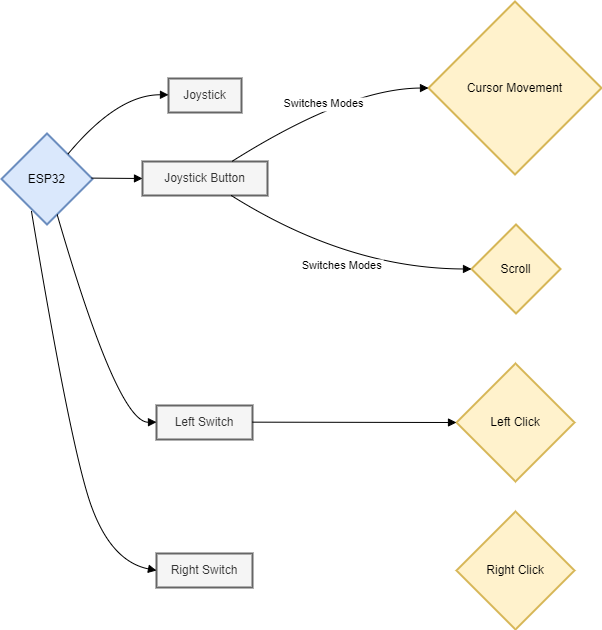 Cursor Movement
Joystick
Switches Modes
ESP32
Joystick Button
Switches Modes
Scroll
Left Switch
Left Click
Right Switch
Right Click